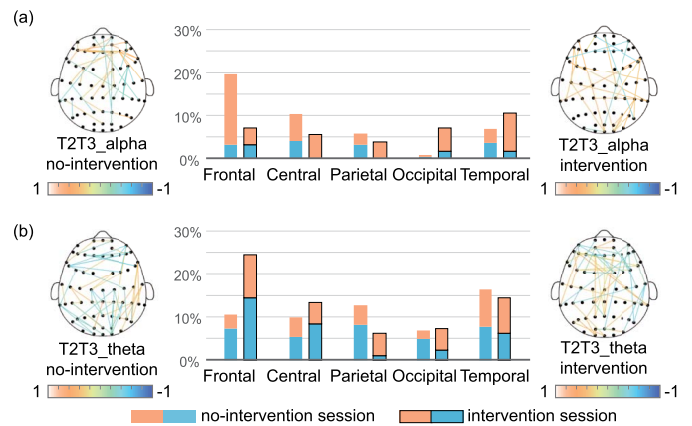 (a)
30%
20%
10%
0%
Frontal Central Parietal Occipital Temporal
T2T3_alpha
no-intervention
1 -1
T2T3_alpha
intervention
1 -1
(b)
30%
20%
10%
0%
Frontal Central Parietal Occipital Temporal
T2T3_theta
no-intervention
1 -1
T2T3_theta
intervention
1 -1
no-intervention session intervention session